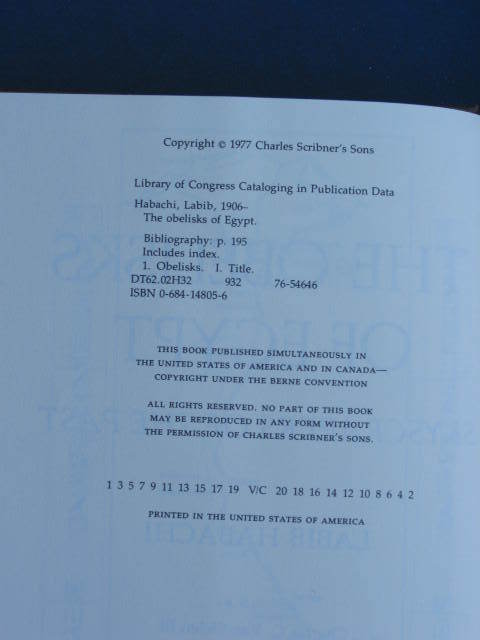 Copyright © 1977 Charles Scribner's Sons
Library of Congress Cataloging in Publication Data
Habachi, Labib, 1906–
The obelisks of Egypt.
Bibliography: p. 195
Includes index.
1. Obelisks. I. Title.
DT62.02H32 932 76-54646
ISBN 0-684-14805-6
THIS BOOK PUBLISHED SIMULTANEOUSLY IN
THE UNITED STATES OF AMERICA AND IN CANADA—
COPYRIGHT UNDER THE BERNE CONVENTION
ALL RIGHTS RESERVED. NO PART OF THIS BOOK
MAY BE REPRODUCED IN ANY FORM WITHOUT
THE PERMISSION OF CHARLES SCRIBNER'S SONS.
1 3 5 7 9 11 13 15 17 19 V/C 20 18 16 14 12 10 8 6 4 2
PRINTED IN THE UNITED STATES OF AMERICA